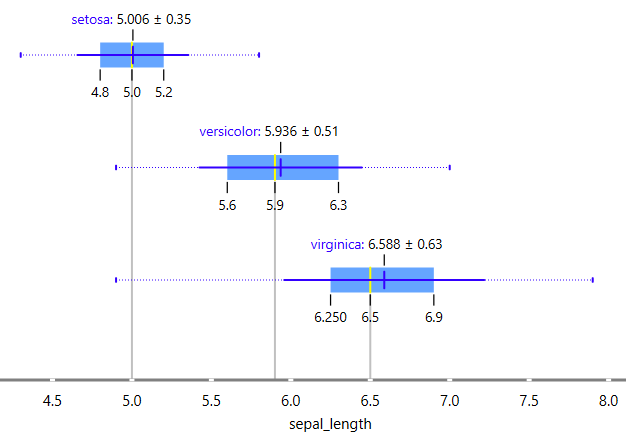 setosa: 5.006 ± 0.35
4.8 5.0 5.2
versicolor: 5.936 ± 0.51
5.6 5.9 6.3
virginica: 6.588 ± 0.63
6.250 6.5 6.9
4.5 5.0 5.5 6.0 6.5 7.0 7.5 8.0
sepal_length